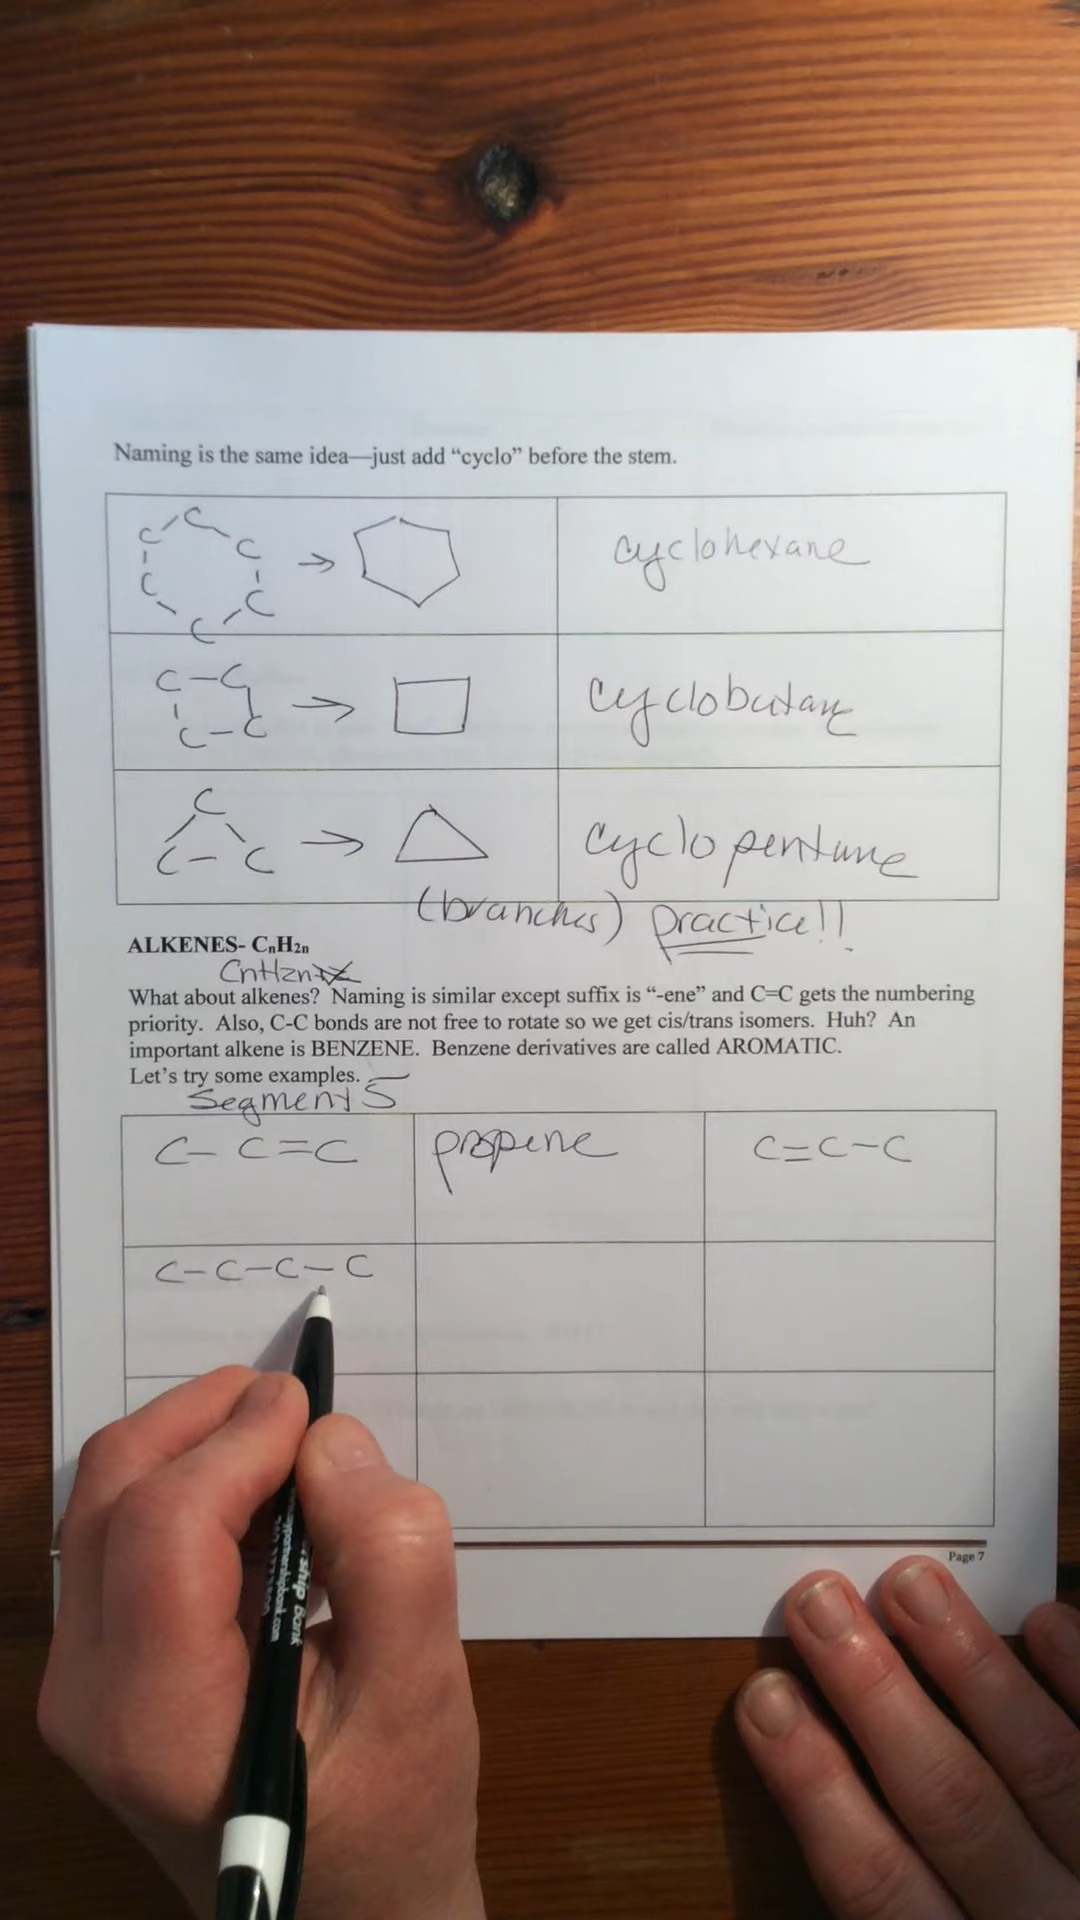 Naming is the same idea—just add “cyclo” before the stem.
C C C C C C → cyclohexane
C-C C-C → cyclobutane
C C-C → cyclopentane
(branches) practice!!
ALKENES- CnH2n
CnH2n+2
What about alkenes? Naming is similar except suffix is “-ene” and C=C gets the numbering
priority. Also, C-C bonds are not free to rotate so we get cis/trans isomers. Huh? An
important alkene is BENZENE. Benzene derivatives are called AROMATIC.
Let’s try some examples.
Segment 5
C-C=C propene C=C-C
C-C-C-C
Page 7